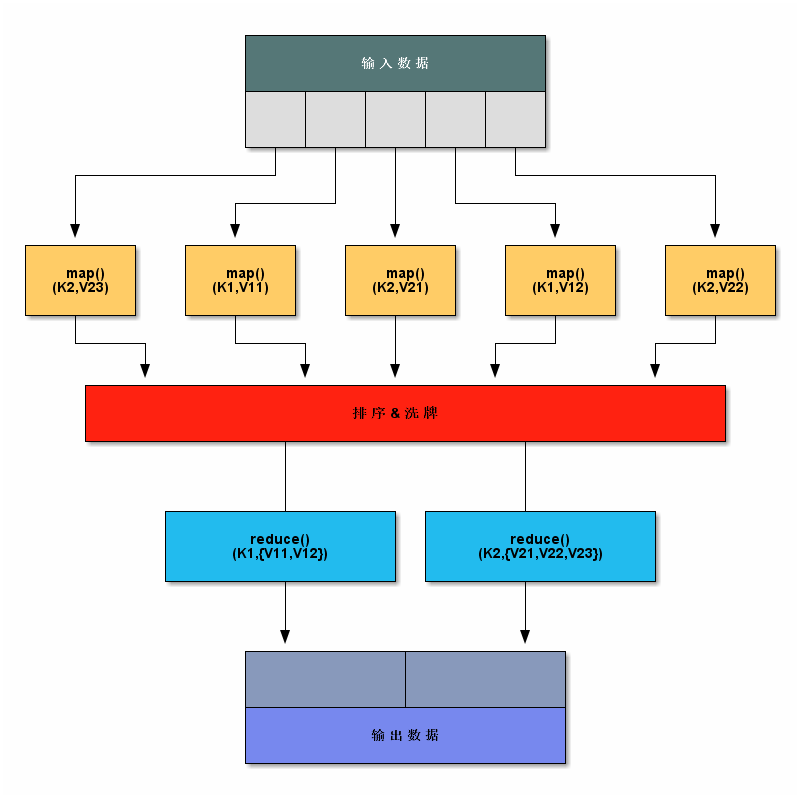 输入数据
map()
(K2,V23)
map()
(K1,V11)
map()
(K2,V21)
map()
(K1,V12)
map()
(K2,V22)
排序&洗牌
reduce()
(K1,{V11,V12})
reduce()
(K2,{V21,V22,V23})
输出数据